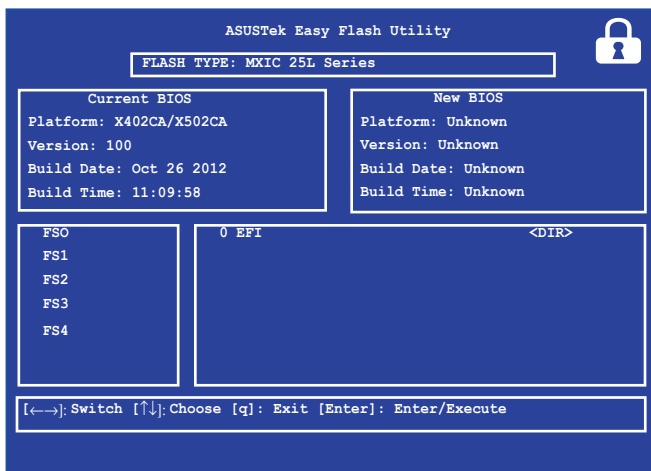 ASUSTek Easy Flash Utility
FLASH TYPE: MXIC 25L Series
Current BIOS
Platform: X402CA/X502CA
Version: 100
Build Date: Oct 26 2012
Build Time: 11:09:58
New BIOS
Platform: Unknown
Version: Unknown
Build Date: Unknown
Build Time: Unknown
FSO
FS1
FS2
FS3
FS4
0 EFI <DIR>
[←→]: Switch [↑↓]: Choose [q]: Exit [Enter]: Enter/Execute